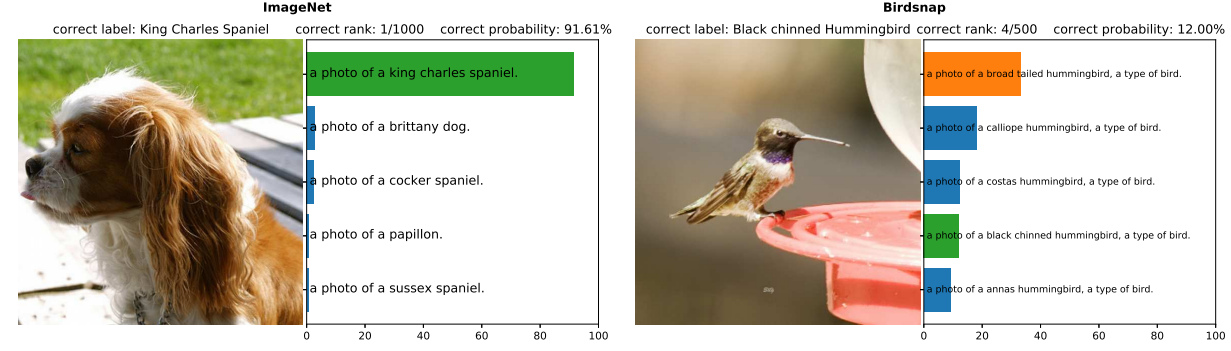 ImageNet
correct label: King Charles Spaniel correct rank: 1/1000 correct probability: 91.61%
a photo of a king charles spaniel.
a photo of a brittany dog.
a photo of a cocker spaniel.
a photo of a papillon.
a photo of a sussex spaniel.
0 20 40 60 80 100
Birdsnap
correct label: Black chinned Hummingbird correct rank: 4/500 correct probability: 12.00%
a photo of a broad tailed hummingbird, a type of bird.
a photo of a calliope hummingbird, a type of bird.
a photo of a costas hummingbird, a type of bird.
a photo of a black chinned hummingbird, a type of bird.
a photo of a annas hummingbird, a type of bird.
0 20 40 60 80 100